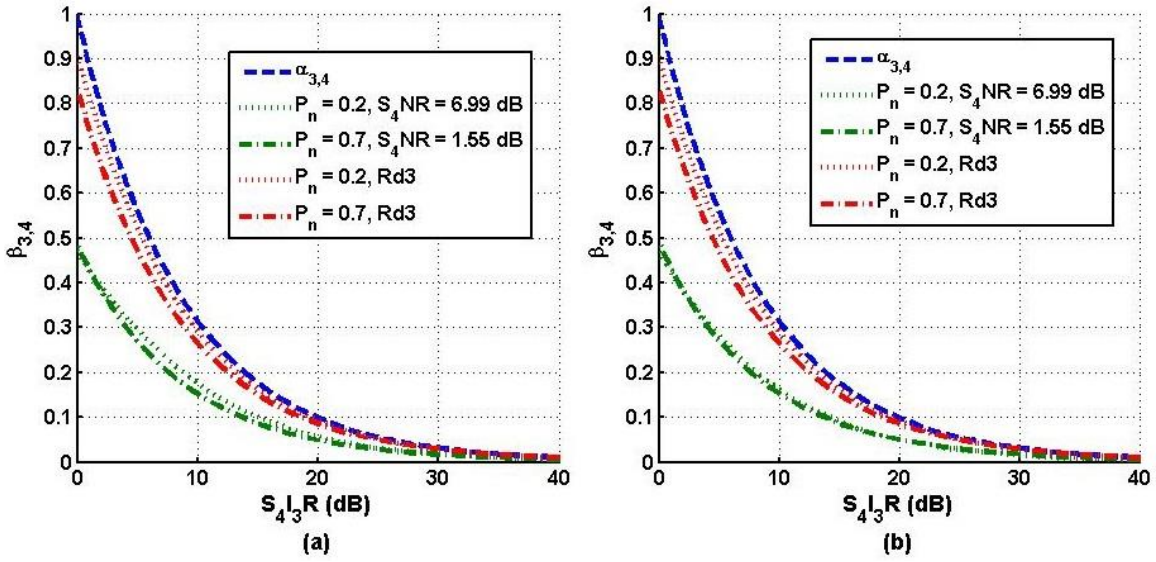 1
0.9
0.8
0.7
0.6
0.5
0.4
0.3
0.2
0.1
0
β3,4
α3,4
Pn = 0.2, S4NR = 6.99 dB
Pn = 0.7, S4NR = 1.55 dB
Pn = 0.2, Rd3
Pn = 0.7, Rd3
0 10 20 30 40
S4I3R (dB)
(a)
1
0.9
0.8
0.7
0.6
0.5
0.4
0.3
0.2
0.1
0
β3,4
α3,4
Pn = 0.2, S4NR = 6.99 dB
Pn = 0.7, S4NR = 1.55 dB
Pn = 0.2, Rd3
Pn = 0.7, Rd3
0 10 20 30 40
S4I3R (dB)
(b)